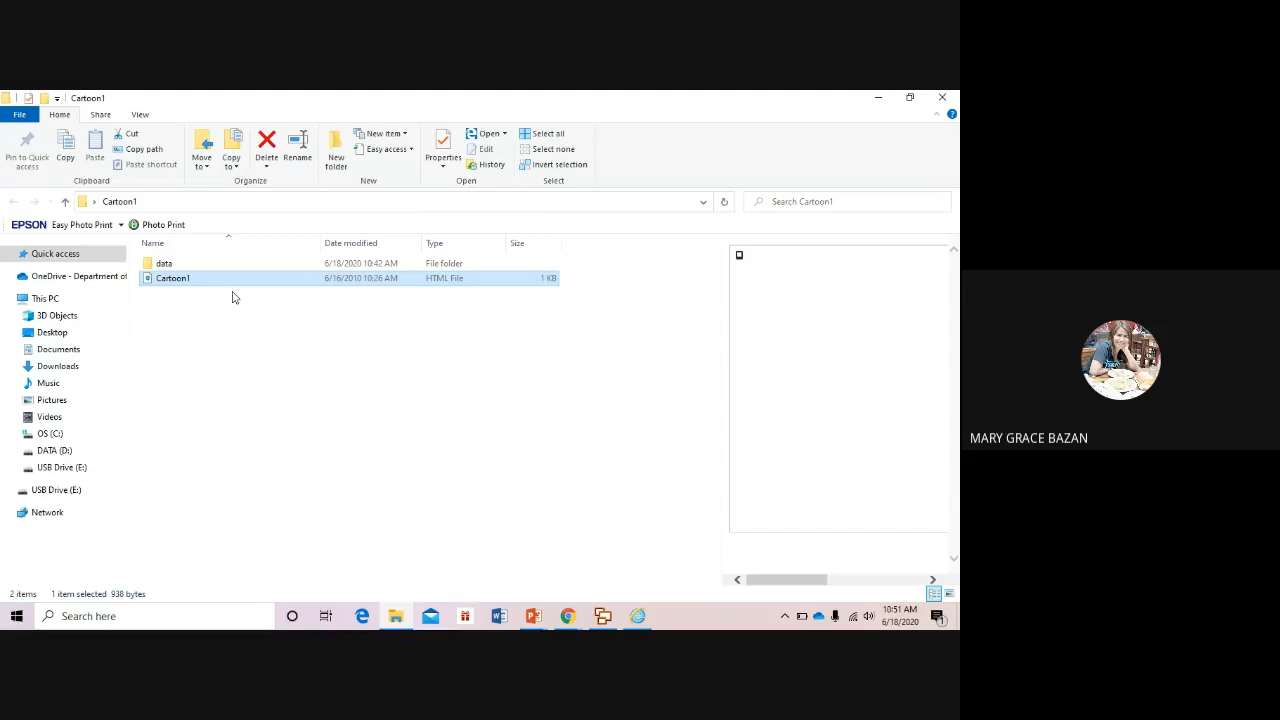 Cartoon1
File Home Share View
Pin to Quick access
Copy
Paste
Cut
Copy path
Paste shortcut
Clipboard
Move to
Copy to
Delete
Rename
Organize
New folder
New item
Easy access
New
Properties
Open
Edit
History
Open
Select all
Select none
Invert selection
Select
Cartoon1
Search Cartoon1
EPSON Easy Photo Print Photo Print
Name Date modified Type Size
data 6/18/2020 10:42 AM File folder
Cartoon1 6/16/2010 10:26 AM HTML File 1 KB
Quick access
OneDrive - Department of
This PC
3D Objects
Desktop
Documents
Downloads
Music
Pictures
Videos
OS (C:)
DATA (D:)
USB Drive (E:)
USB Drive (E:)
Network
2 items 1 item selected 938 bytes
Search here
10:51 AM
6/18/2020
1
MARY GRACE BAZAN